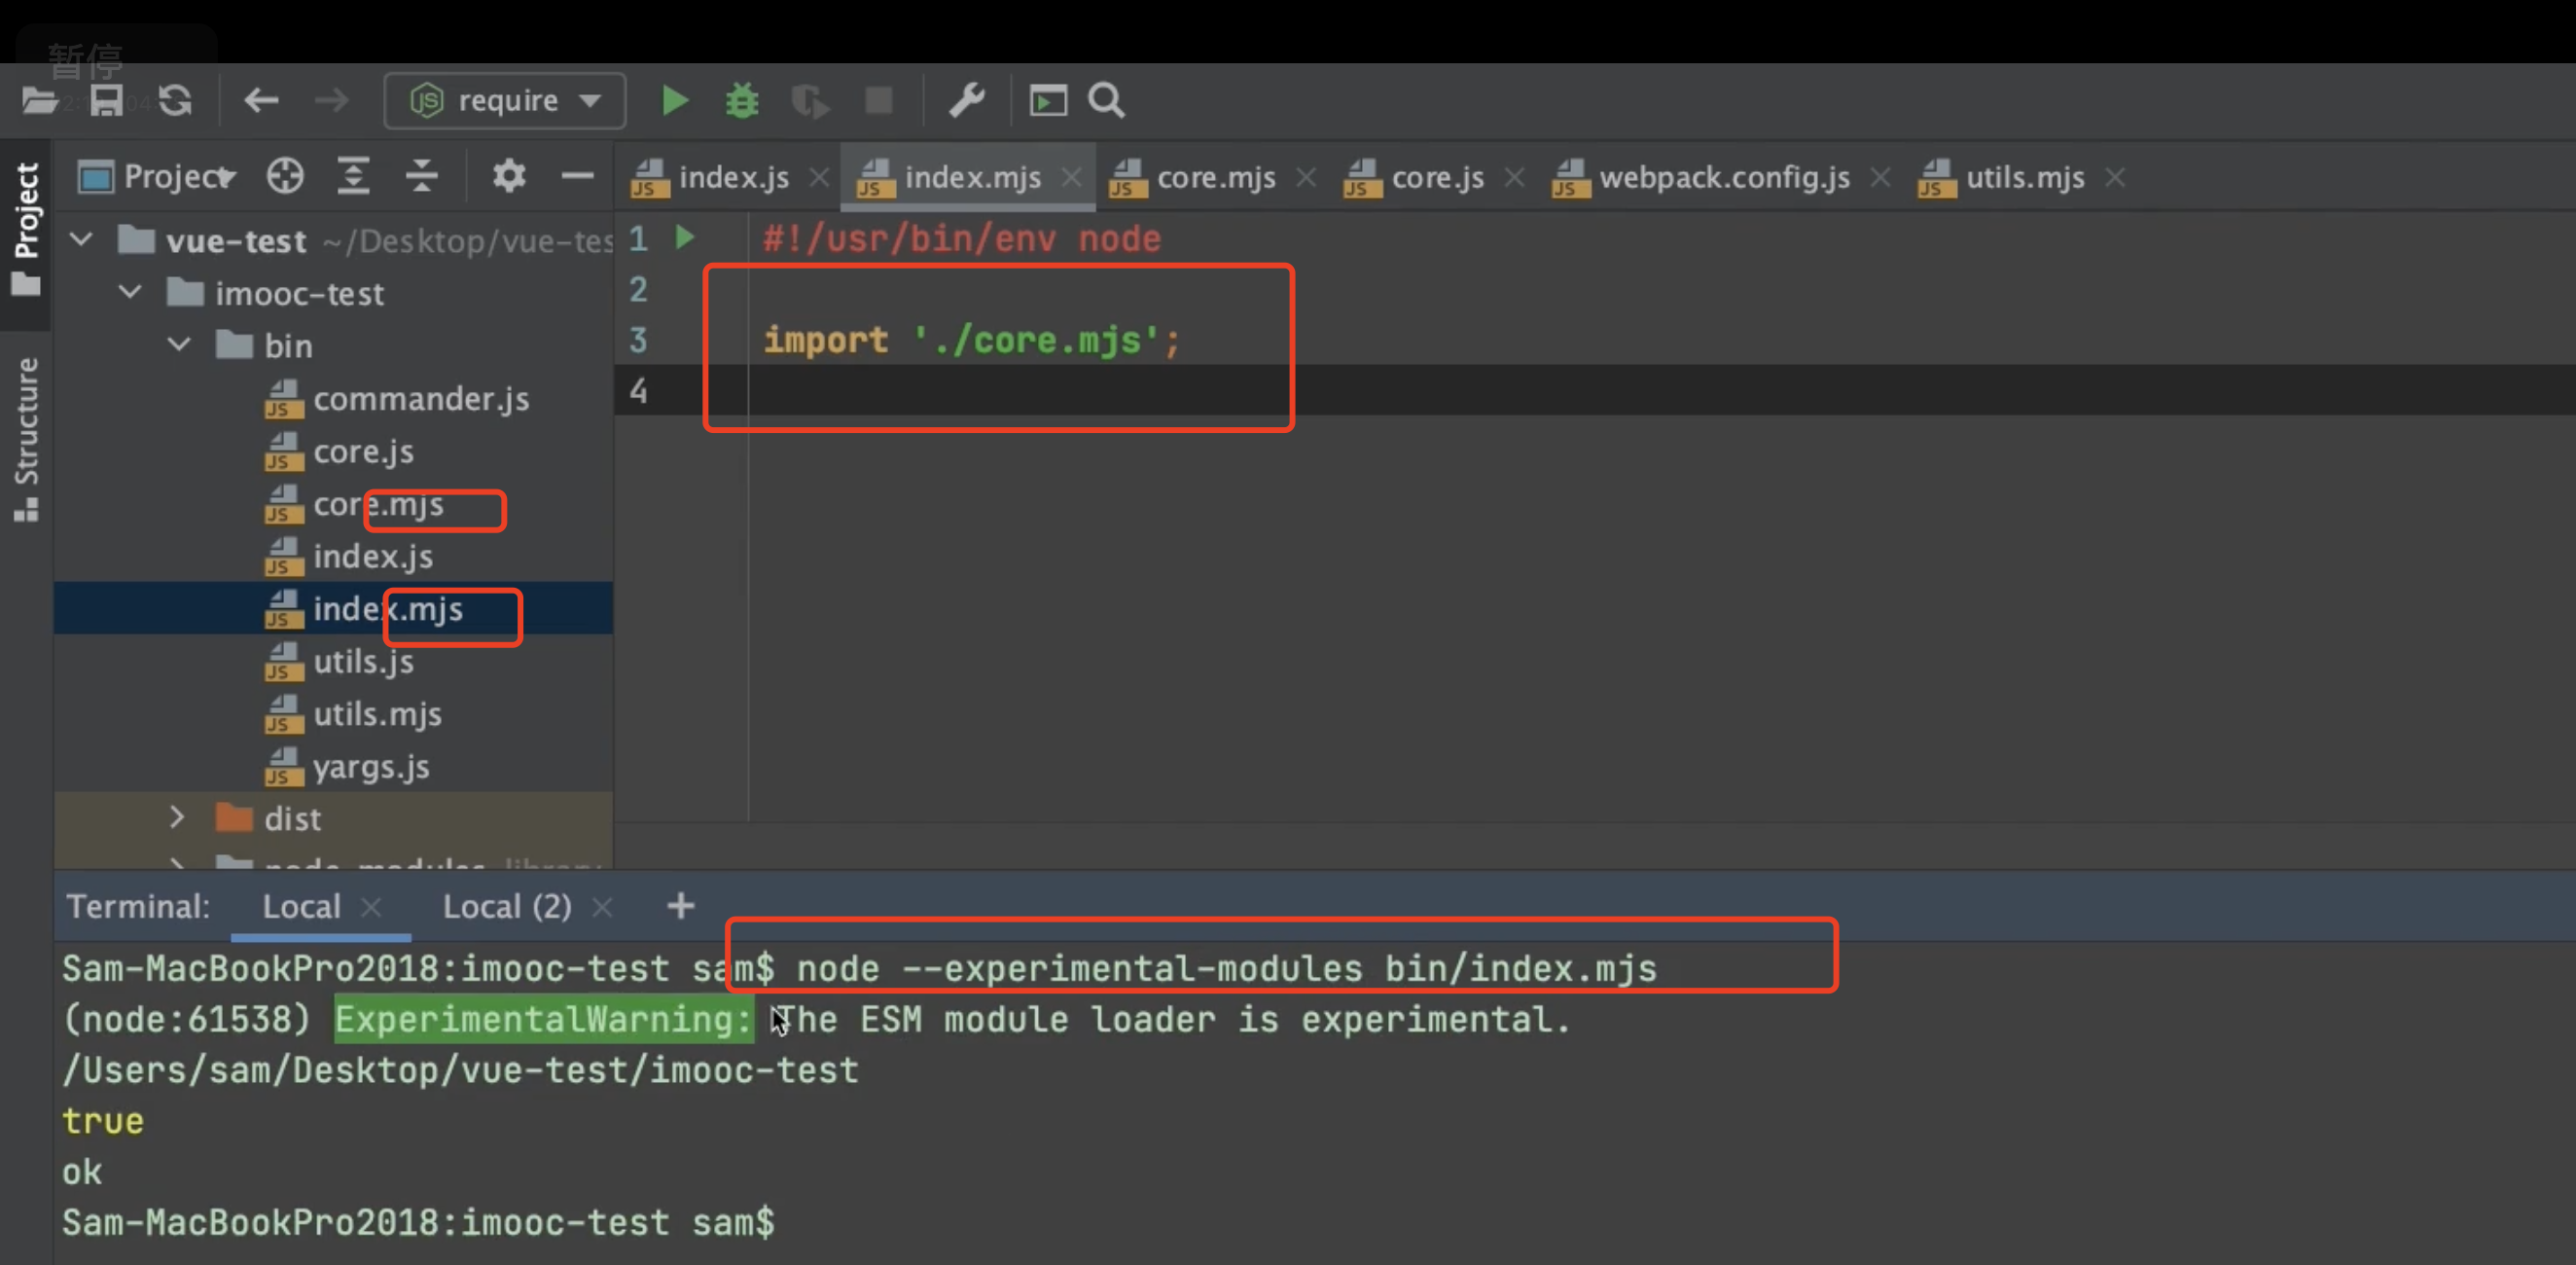 暂停
require
Project
Project
index.js
index.mjs
core.mjs
core.js
webpack.config.js
utils.mjs
vue-test ~/Desktop/vue-tes
imooc-test
bin
commander.js
core.js
core.mjs
index.js
index.mjs
utils.js
utils.mjs
yargs.js
dist
node_modules library
Structure
1 #!/usr/bin/env node
2
3 import './core.mjs';
4
Terminal: Local Local (2) +
Sam-MacBookPro2018:imooc-test sam$ node --experimental-modules bin/index.mjs
(node:61538) ExperimentalWarning: The ESM module loader is experimental.
/Users/sam/Desktop/vue-test/imooc-test
true
ok
Sam-MacBookPro2018:imooc-test sam$